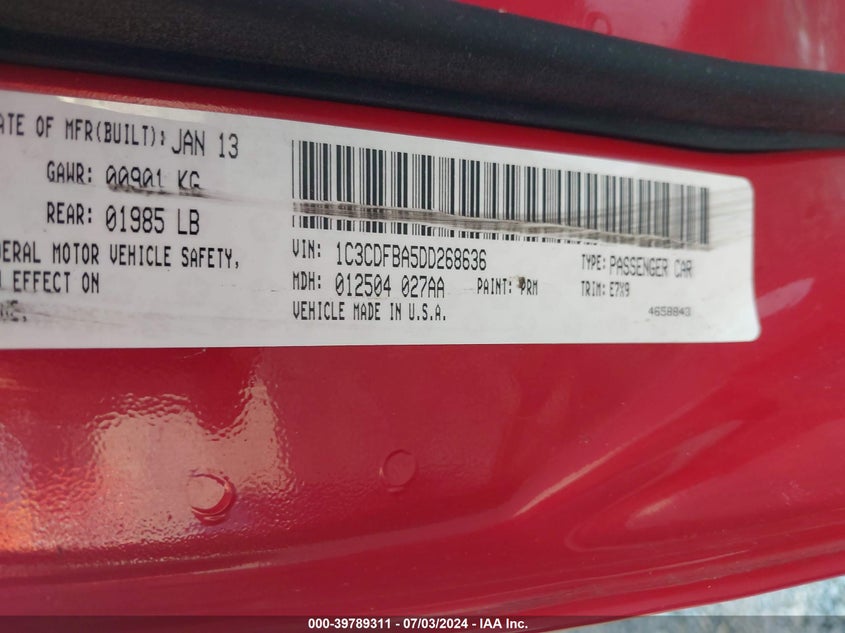 ATE OF MFR(BUILT): JAN 13
GAWR: 00901 KG
REAR: 01985 LB
DERAL MOTOR VEHICLE SAFETY,
N EFFECT ON
VIN: 1C3CDFBA5DD268636
TYPE: PASSENGER CAR
MDH: 012504 027AA
PAINT: PRM
TRIM: E7X9
VEHICLE MADE IN U.S.A.
4658843
000-39789311 - 07/03/2024 - IAA Inc.